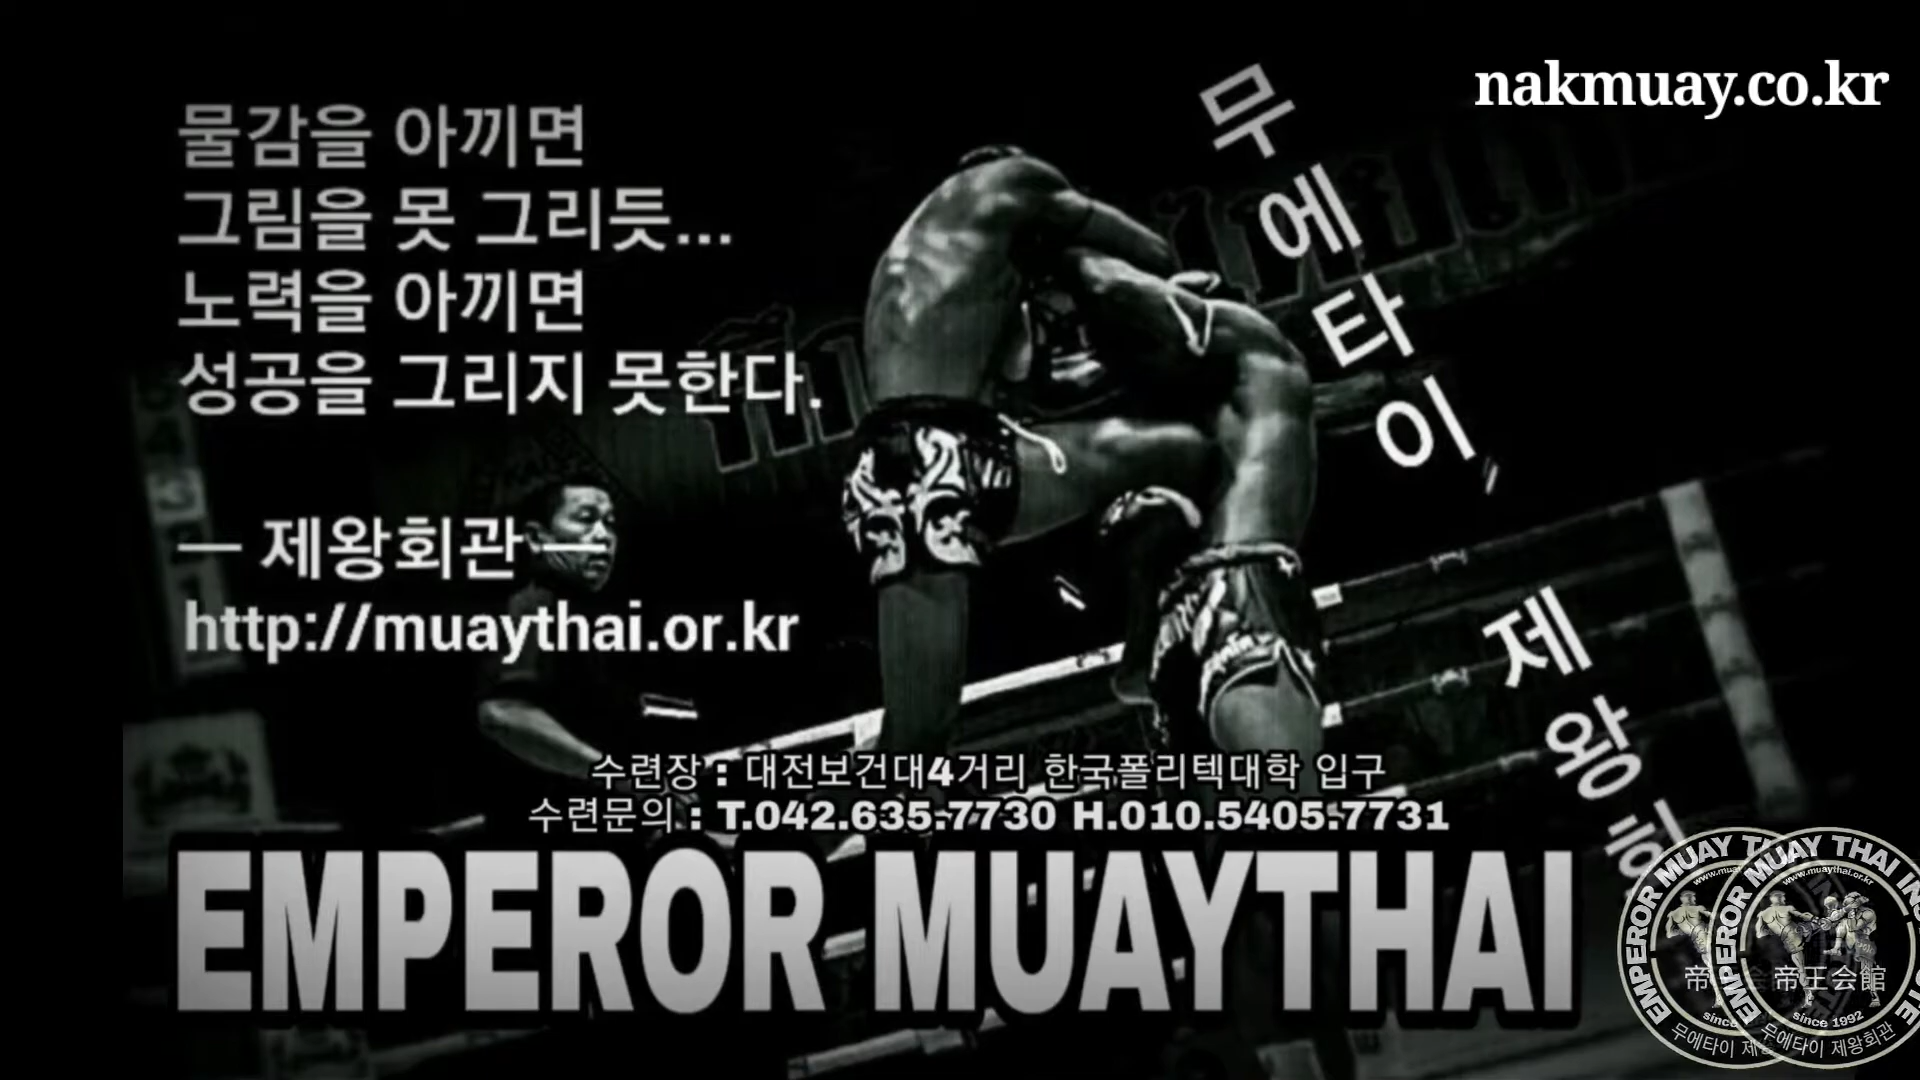 nakmuay.co.kr
물감을 아끼면
그림을 못 그리듯...
노력을 아끼면
성공을 그리지 못한다.
— 제왕회관 —
http://muaythai.or.kr
무에타이,
제왕회
수련장 : 대전보건대4거리 한국폴리텍대학 입구
수련문의 : T.042.635.7730 H.010.5405.7731
EMPEROR MUAYTHAI
EMPEROR MUAY THAI
www.muaythai.or.kr
帝王会館
since 1992
무에타이 제왕회관